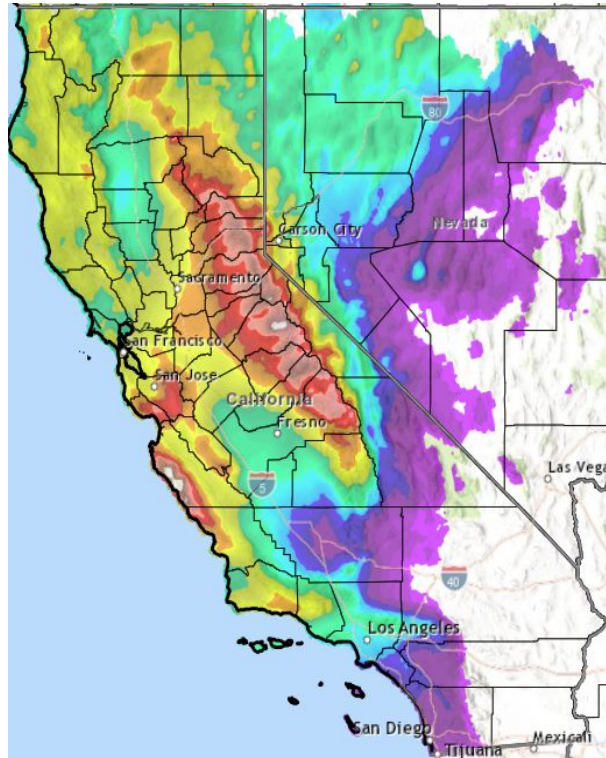 80
Nevada
Carson City
Sacramento
San Francisco
San Jose
California
Fresno
5
Las Vega
40
Los Angeles
San Diego
Mexicali
Tijuana